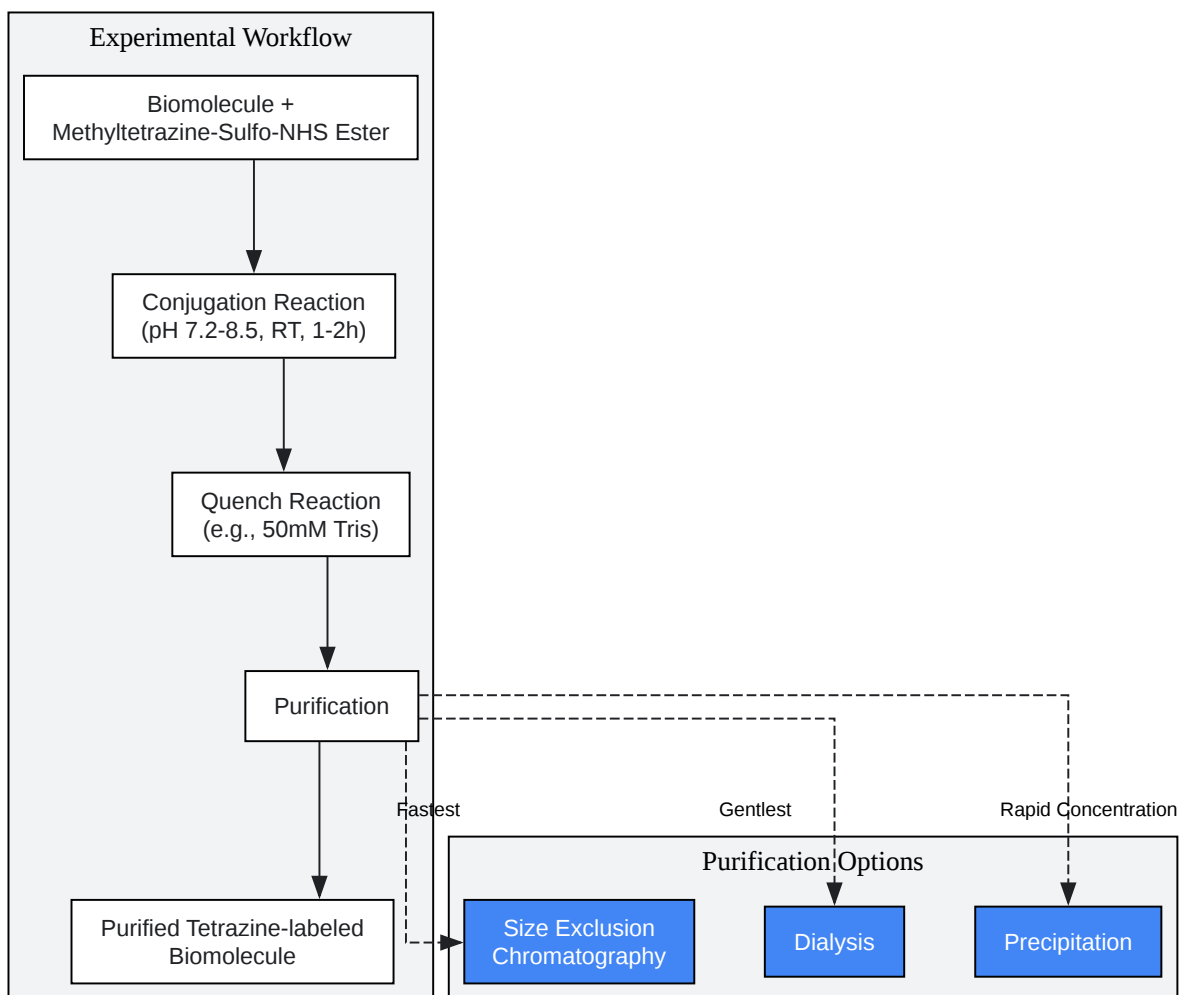 Experimental Workflow
Biomolecule +
Methyltetrazine-Sulfo-NHS Ester
Conjugation Reaction
(pH 7.2-8.5, RT, 1-2h)
Quench Reaction
(e.g., 50mM Tris)
Purification
Fastest
Gentlest
Rapid Concentration
Purification Options
Purified Tetrazine-labeled
Biomolecule
Size Exclusion
Chromatography
Dialysis
Precipitation